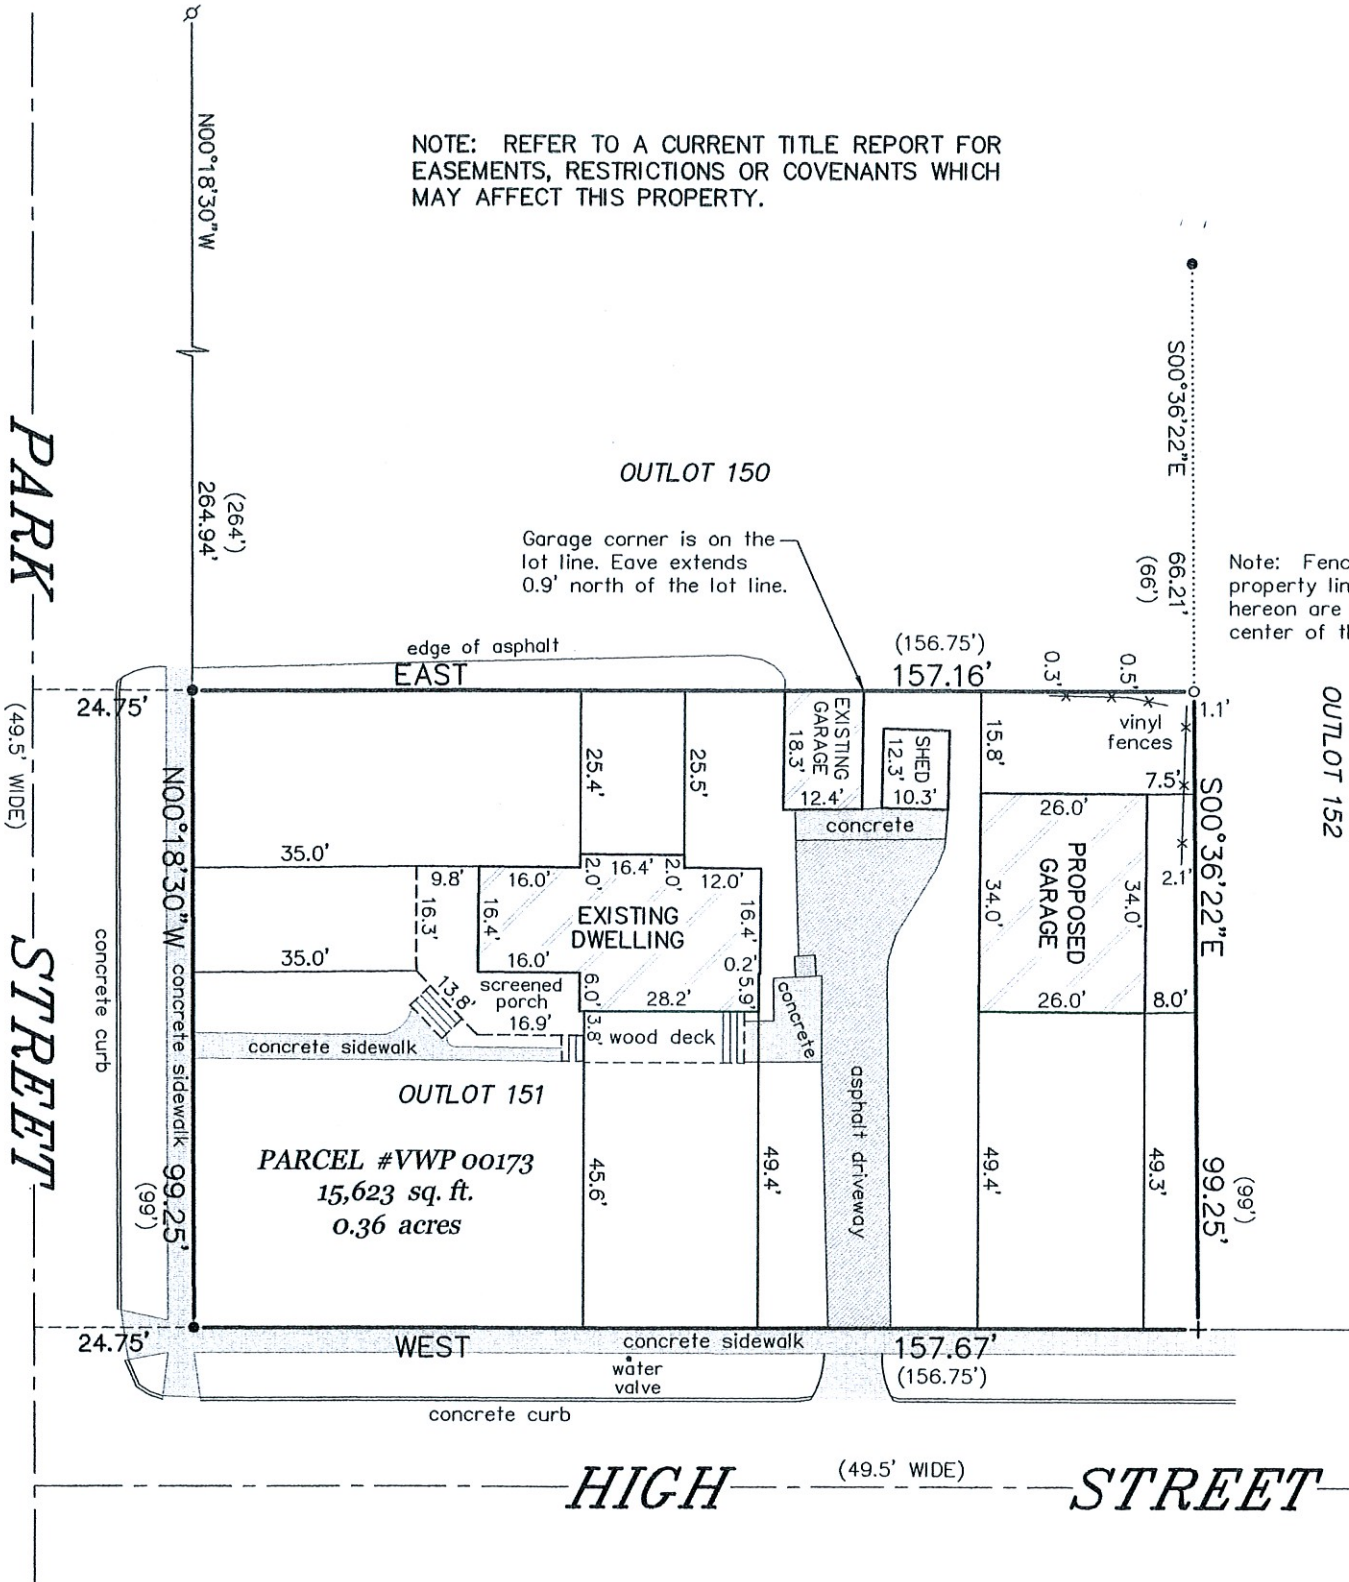 N00°18'30"W
NOTE: REFER TO A CURRENT TITLE REPORT FOR
EASEMENTS, RESTRICTIONS OR COVENANTS WHICH
MAY AFFECT THIS PROPERTY.
S00°36'22"E
66.21'
(66')
(264')
264.94'
OUTLOT 150
Garage corner is on the
lot line. Eave extends
0.9' north of the lot line.
Note: Fenc
property lin
hereon are
center of th
OUTLOT 152
PARK STREET
(49.5' WIDE)
edge of asphalt
EAST
(156.75')
157.16'
0.3'
0.5'
24.75'
1.1'
vinyl
fences
7.5'
2.1'
15.8'
25.4'
25.5'
EXISTING
GARAGE
18.3'
12.4'
SHED
12.3'
10.3'
concrete
N00°18'30"W
S00°36'22"E
35.0'
9.8'
16.3'
16.0'
16.4'
2.0'
16.4'
2.0'
12.0'
16.4'
EXISTING
DWELLING
35.0'
16.0'
0.2'
6.0'
28.2'
5.9'
13.8'
screened
porch
16.9'
3.8'
wood deck
concrete
26.0'
34.0'
PROPOSED
GARAGE
34.0'
26.0'
8.0'
concrete curb
concrete sidewalk
concrete sidewalk
OUTLOT 151
PARCEL #VWP 00173
15,623 sq. ft.
0.36 acres
45.6'
49.4'
asphalt driveway
49.4'
49.3'
99.25'
(99')
99.25'
(99')
24.75'
WEST
concrete sidewalk
157.67'
(156.75')
water
valve
concrete curb
HIGH STREET
(49.5' WIDE)